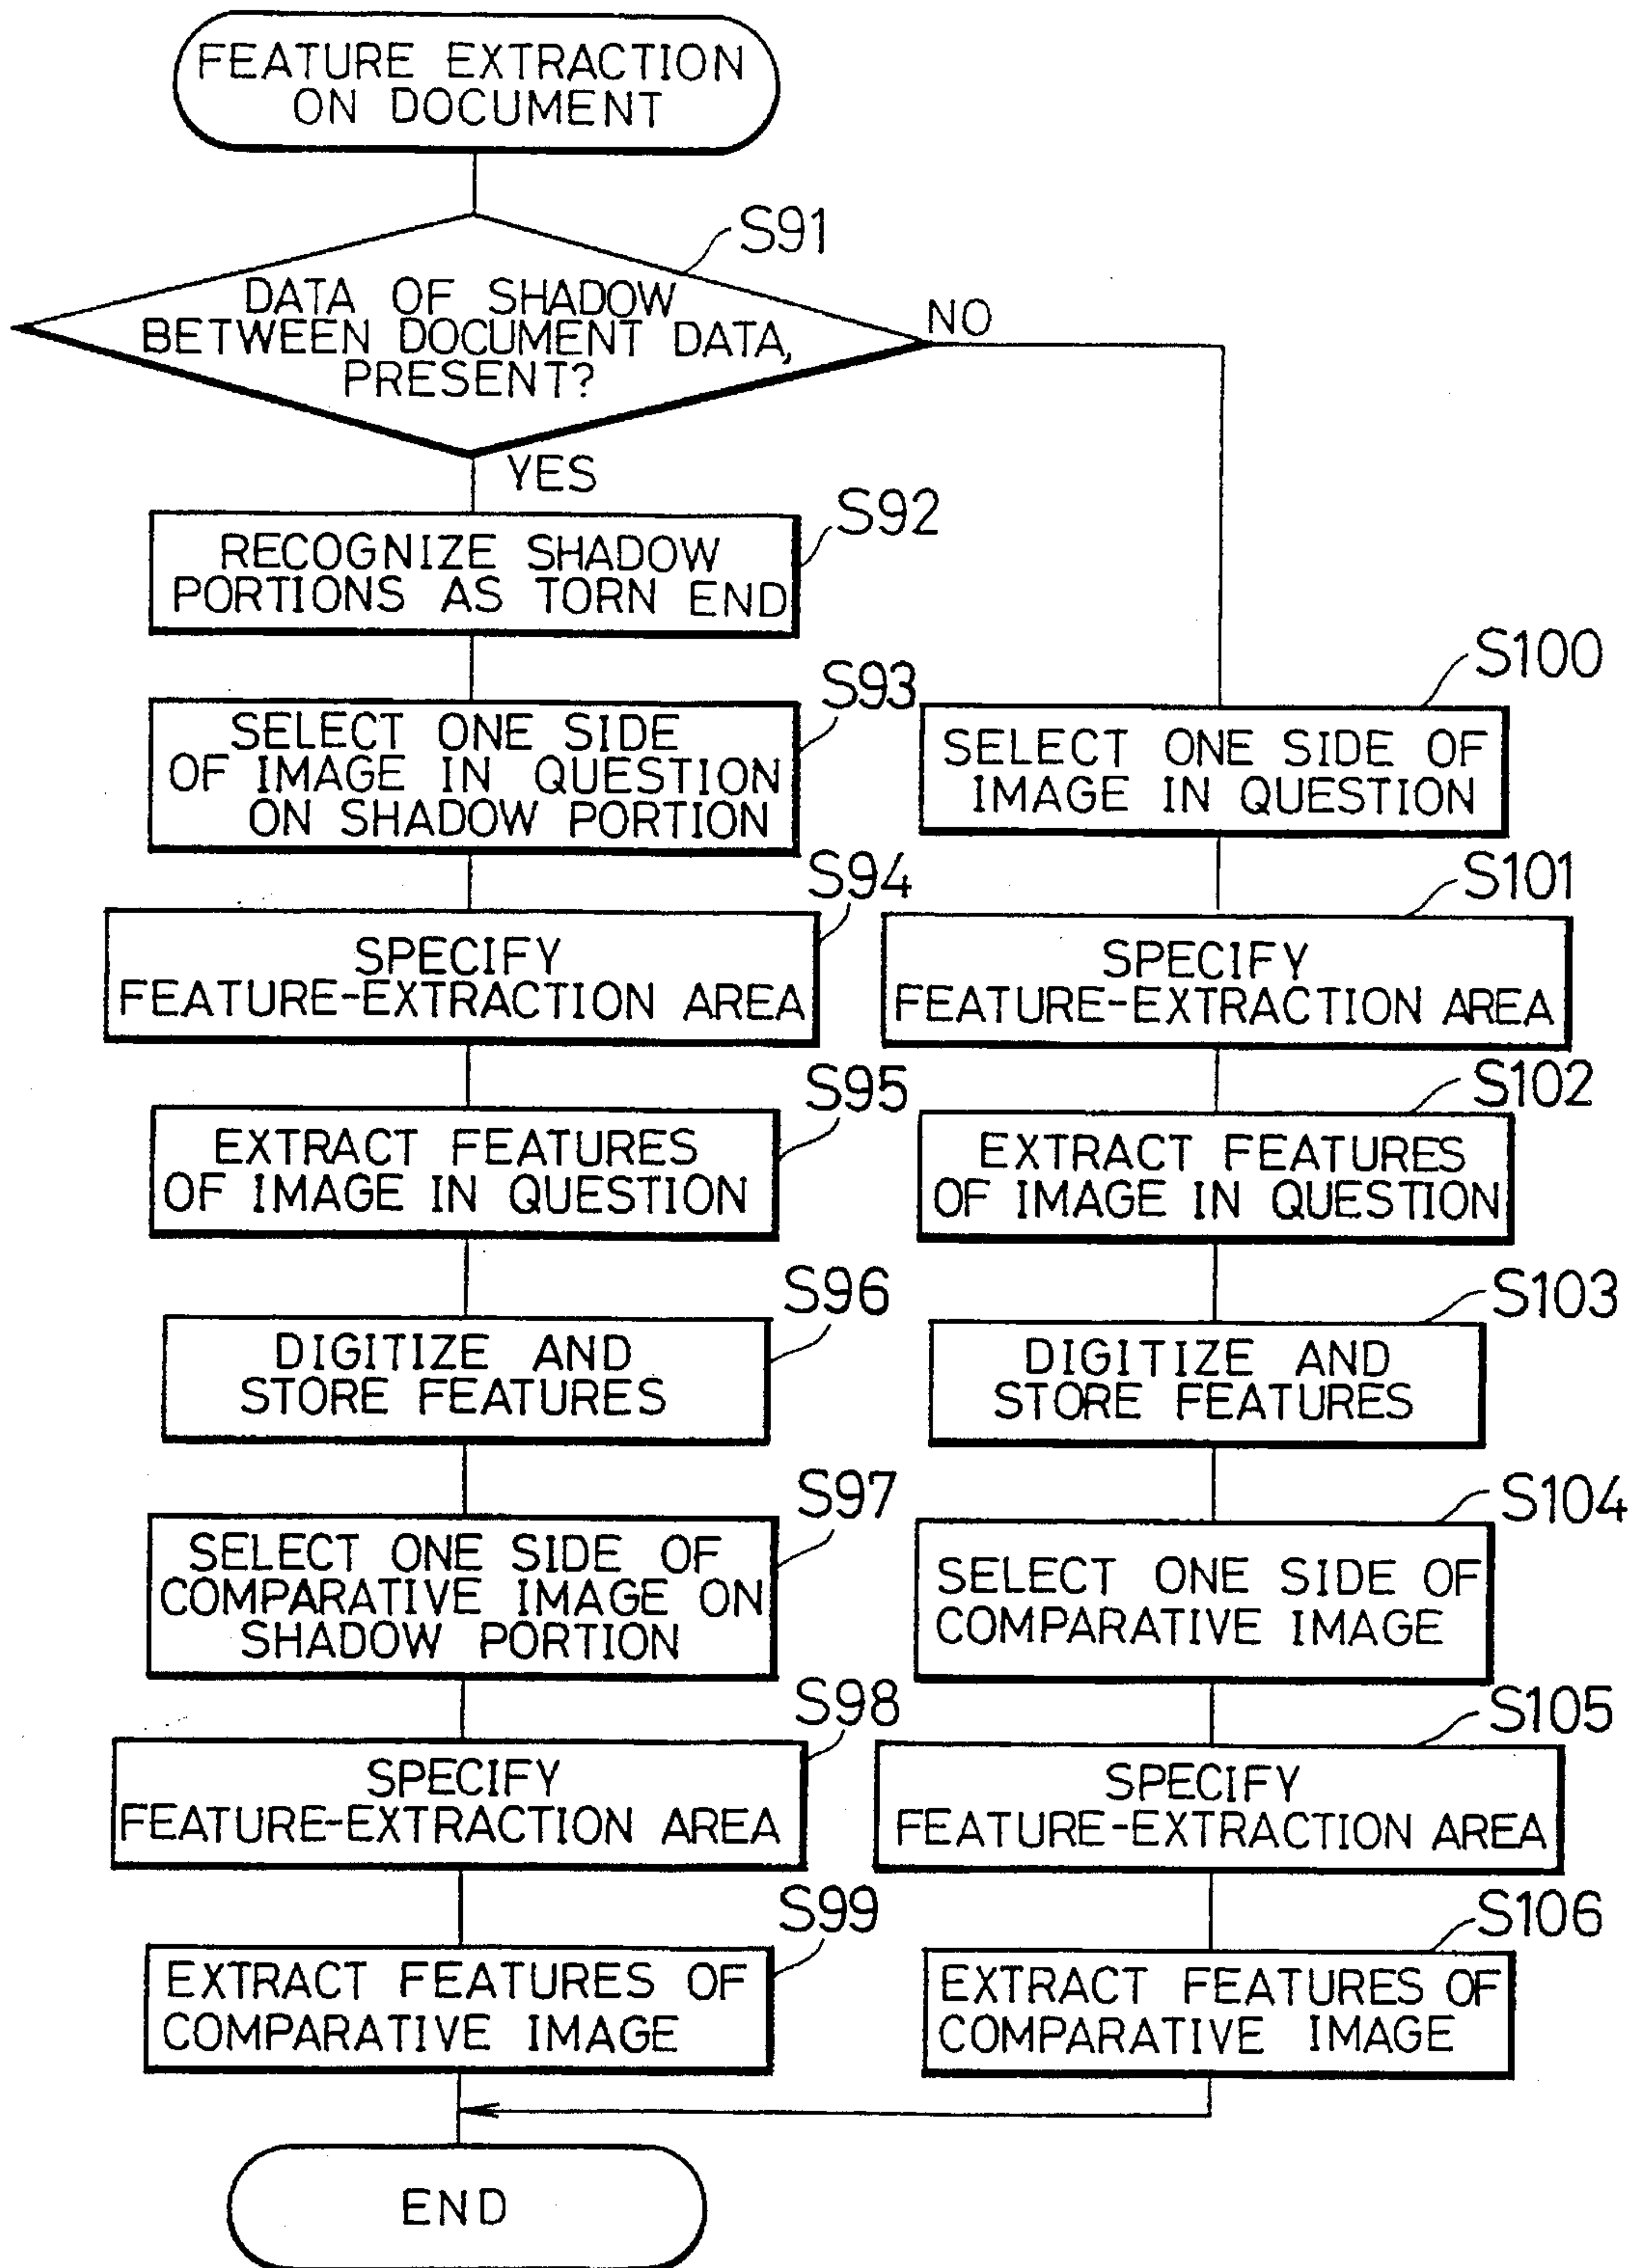 FEATURE EXTRACTION
ON DOCUMENT
S91
DATA OF SHADOW
BETWEEN DOCUMENT DATA,
PRESENT?
NO
YES
S92
RECOGNIZE SHADOW
PORTIONS AS TORN END
S93
SELECT ONE SIDE
OF IMAGE IN QUESTION
ON SHADOW PORTION
S94
SPECIFY
FEATURE-EXTRACTION AREA
S95
EXTRACT FEATURES
OF IMAGE IN QUESTION
S96
DIGITIZE AND
STORE FEATURES
S97
SELECT ONE SIDE OF
COMPARATIVE IMAGE ON
SHADOW PORTION
S98
SPECIFY
FEATURE-EXTRACTION AREA
S99
EXTRACT FEATURES OF
COMPARATIVE IMAGE
S100
SELECT ONE SIDE OF
IMAGE IN QUESTION
S101
SPECIFY
FEATURE-EXTRACTION AREA
S102
EXTRACT FEATURES
OF IMAGE IN QUESTION
S103
DIGITIZE AND
STORE FEATURES
S104
SELECT ONE SIDE OF
COMPARATIVE IMAGE
S105
SPECIFY
FEATURE-EXTRACTION AREA
S106
EXTRACT FEATURES OF
COMPARATIVE IMAGE
END